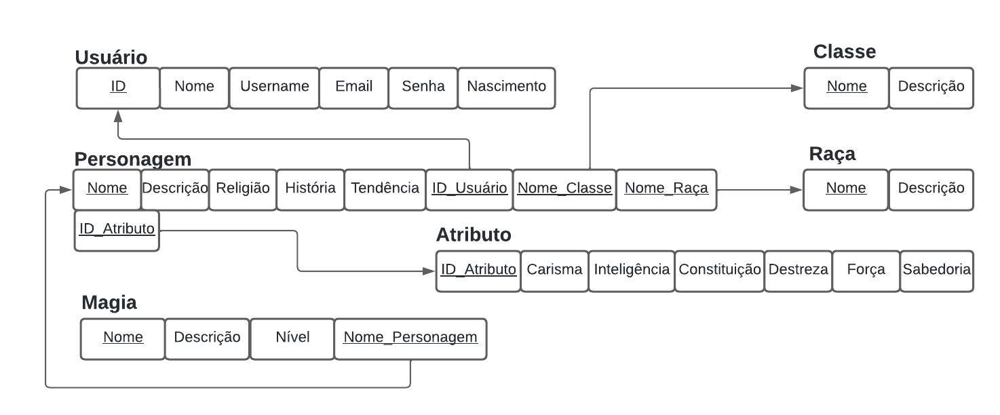 Usuário
ID Nome Username Email Senha Nascimento
Classe
Nome Descrição
Personagem
Nome Descrição Religião História Tendência ID_Usuário Nome_Classe Nome_Raça
ID_Atributo
Raça
Nome Descrição
Atributo
ID_Atributo Carisma Inteligência Constituição Destreza Força Sabedoria
Magia
Nome Descrição Nível Nome_Personagem